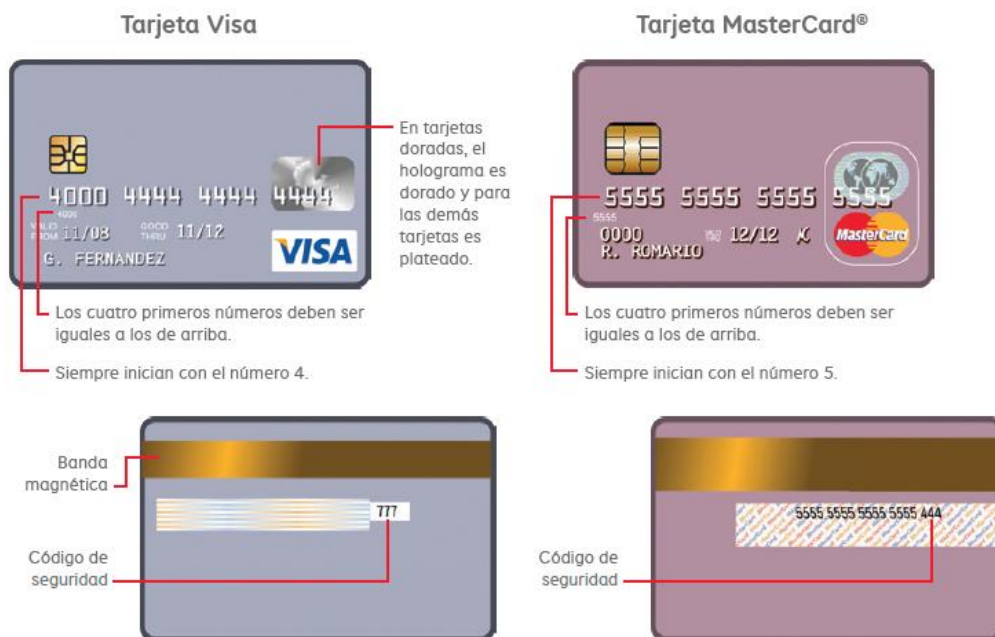 Tarjeta Visa
Tarjeta MasterCard®
4000 4444 4444 4444
4000
VALID FROM 11/08 GOOD THRU 11/12
G. FERNANDEZ
VISA
En tarjetas
doradas, el
holograma es
dorado y para
las demás
tarjetas es
plateado.
5555 5555 5555 5555
5555
0000 12/12
R. ROMARIO
MasterCard
Los cuatro primeros números deben ser
iguales a los de arriba.
Siempre inician con el número 4.
Los cuatro primeros números deben ser
iguales a los de arriba.
Siempre inician con el número 5.
Banda
magnética
777
Código de
seguridad
5555 5555 5555 5555 444
Código de
seguridad